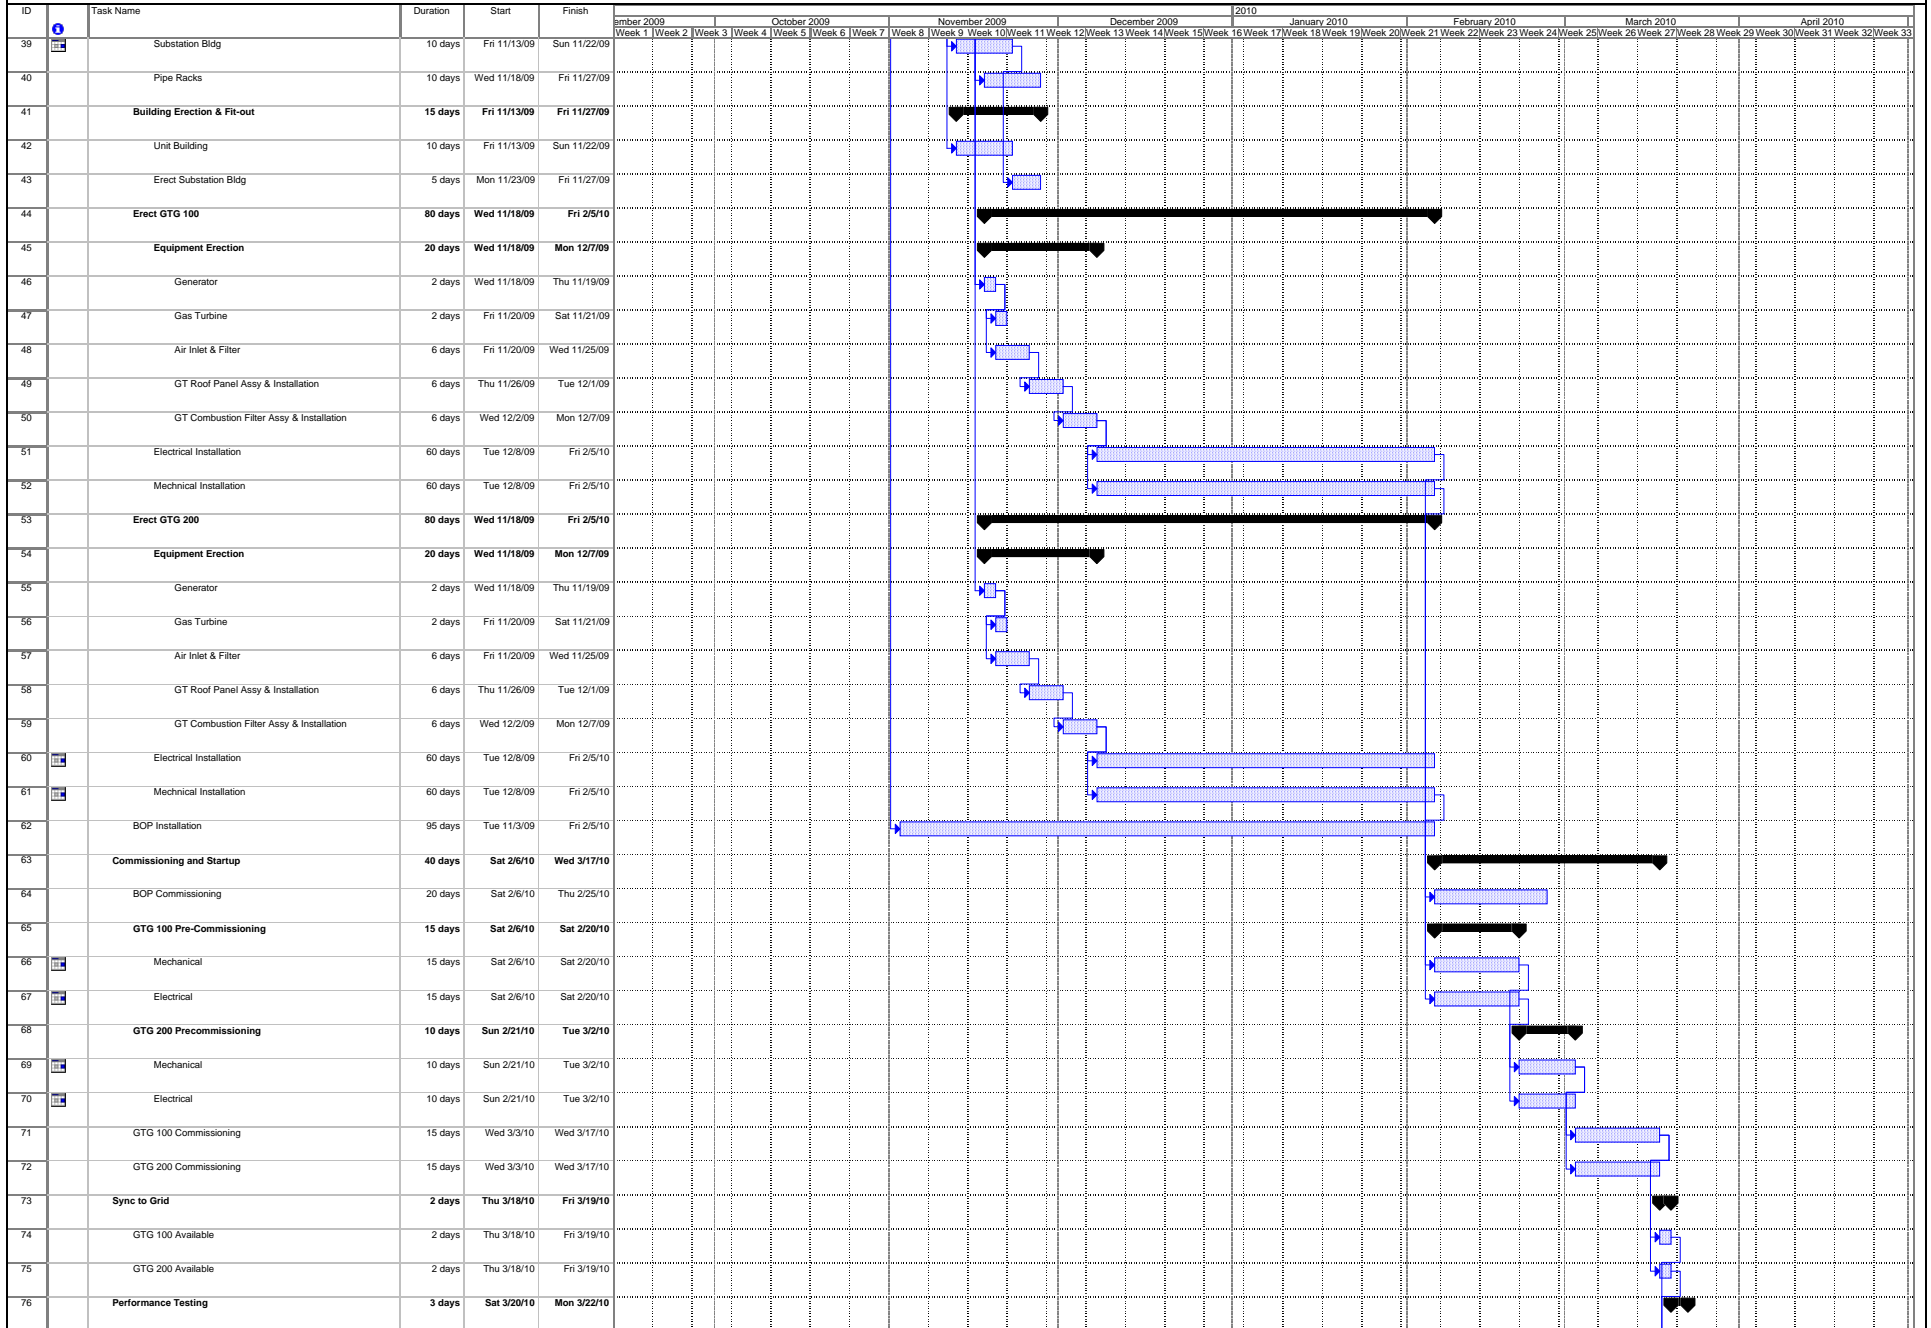 ID Task Name Duration Start Finish
2010
ember 2009 October 2009 November 2009 December 2009 January 2010 February 2010 March 2010 April 2010
Week 1 Week 2 Week 3 Week 4 Week 5 Week 6 Week 7 Week 8 Week 9 Week 10 Week 11 Week 12 Week 13 Week 14 Week 15 Week 16 Week 17 Week 18 Week 19 Week 20 Week 21 Week 22 Week 23 Week 24 Week 25 Week 26 Week 27 Week 28 Week 29 Week 30 Week 31 Week 32 Week 33
39 Substation Bldg 10 days Fri 11/13/09 Sun 11/22/09
40 Pipe Racks 10 days Wed 11/18/09 Fri 11/27/09
41 Building Erection & Fit-out 15 days Fri 11/13/09 Fri 11/27/09
42 Unit Building 10 days Fri 11/13/09 Sun 11/22/09
43 Erect Substation Bldg 5 days Mon 11/23/09 Fri 11/27/09
44 Erect GTG 100 80 days Wed 11/18/09 Fri 2/5/10
45 Equipment Erection 20 days Wed 11/18/09 Mon 12/7/09
46 Generator 2 days Wed 11/18/09 Thu 11/19/09
47 Gas Turbine 2 days Fri 11/20/09 Sat 11/21/09
48 Air Inlet & Filter 6 days Fri 11/20/09 Wed 11/25/09
49 GT Roof Panel Assy & Installation 6 days Thu 11/26/09 Tue 12/1/09
50 GT Combustion Filter Assy & Installation 6 days Wed 12/2/09 Mon 12/7/09
51 Electrical Installation 60 days Tue 12/8/09 Fri 2/5/10
52 Mechnical Installation 60 days Tue 12/8/09 Fri 2/5/10
53 Erect GTG 200 80 days Wed 11/18/09 Fri 2/5/10
54 Equipment Erection 20 days Wed 11/18/09 Mon 12/7/09
55 Generator 2 days Wed 11/18/09 Thu 11/19/09
56 Gas Turbine 2 days Fri 11/20/09 Sat 11/21/09
57 Air Inlet & Filter 6 days Fri 11/20/09 Wed 11/25/09
58 GT Roof Panel Assy & Installation 6 days Thu 11/26/09 Tue 12/1/09
59 GT Combustion Filter Assy & Installation 6 days Wed 12/2/09 Mon 12/7/09
60 Electrical Installation 60 days Tue 12/8/09 Fri 2/5/10
61 Mechnical Installation 60 days Tue 12/8/09 Fri 2/5/10
62 BOP Installation 95 days Tue 11/3/09 Fri 2/5/10
63 Commissioning and Startup 40 days Sat 2/6/10 Wed 3/17/10
64 BOP Commissioning 20 days Sat 2/6/10 Thu 2/25/10
65 GTG 100 Pre-Commissioning 15 days Sat 2/6/10 Sat 2/20/10
66 Mechanical 15 days Sat 2/6/10 Sat 2/20/10
67 Electrical 15 days Sat 2/6/10 Sat 2/20/10
68 GTG 200 Precommissioning 10 days Sun 2/21/10 Tue 3/2/10
69 Mechanical 10 days Sun 2/21/10 Tue 3/2/10
70 Electrical 10 days Sun 2/21/10 Tue 3/2/10
71 GTG 100 Commissioning 15 days Wed 3/3/10 Wed 3/17/10
72 GTG 200 Commissioning 15 days Wed 3/3/10 Wed 3/17/10
73 Sync to Grid 2 days Thu 3/18/10 Fri 3/19/10
74 GTG 100 Available 2 days Thu 3/18/10 Fri 3/19/10
75 GTG 200 Available 2 days Thu 3/18/10 Fri 3/19/10
76 Performance Testing 3 days Sat 3/20/10 Mon 3/22/10